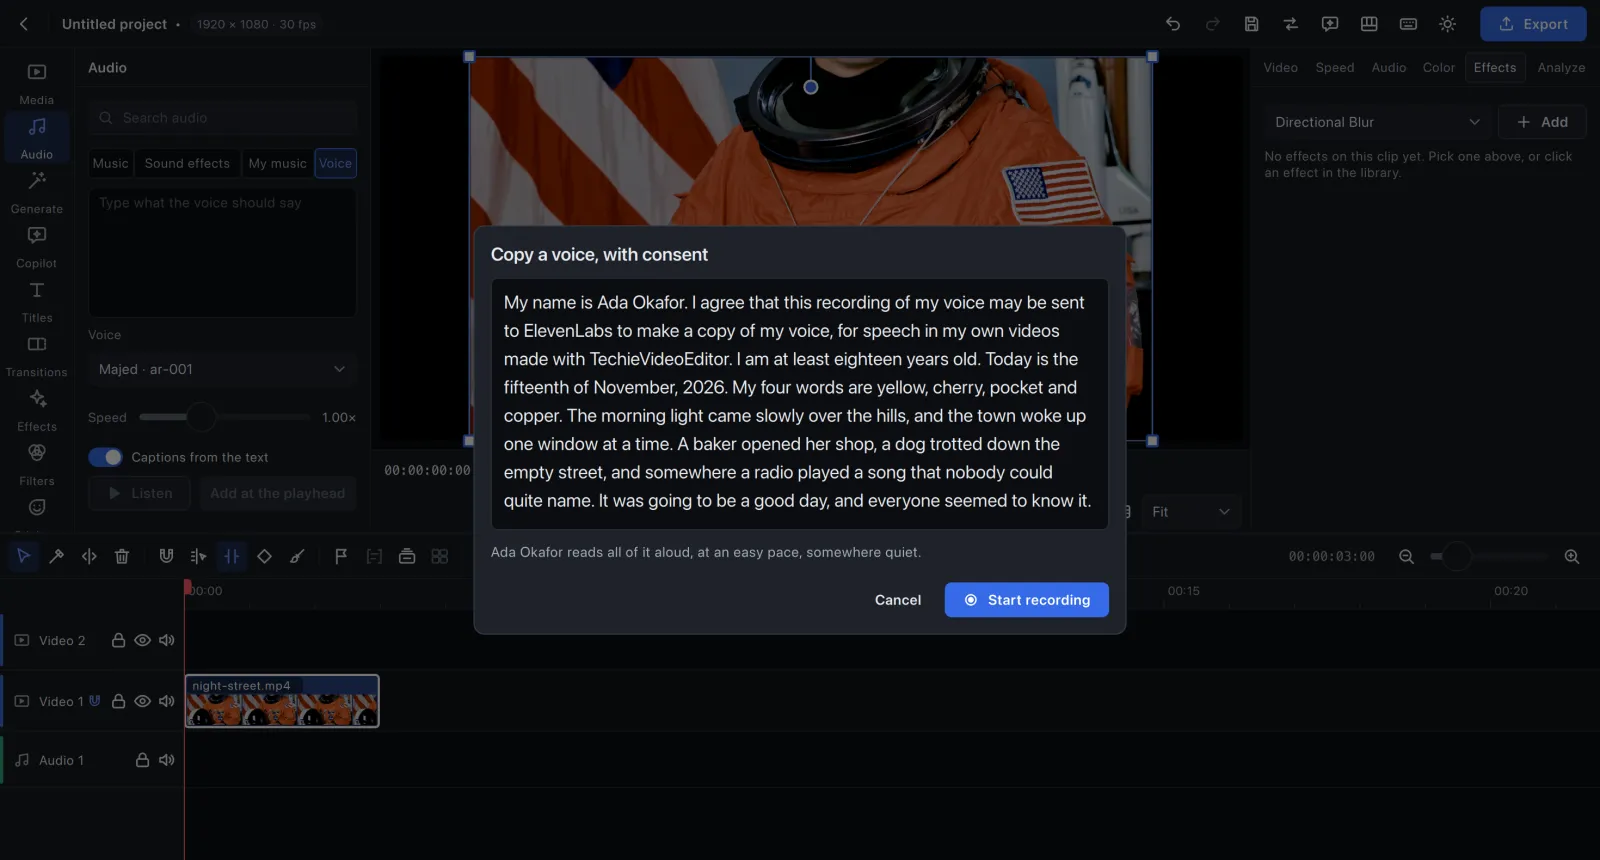 Untitled project •
1920 × 1080 · 30 fps
Export
Media
Audio
Generate
Copilot
Titles
Transitions
Effects
Filters
Audio
Search audio
Music
Sound effects
My music
Voice
Type what the voice should say
Voice
Majed · ar-001
Speed
1.00×
Captions from the text
Listen
Add at the playhead
USA
00:00:00:00
Fit
Video
Speed
Audio
Color
Effects
Analyze
Directional Blur
Add
No effects on this clip yet. Pick one above, or click
an effect in the library.
Copy a voice, with consent
My name is Ada Okafor. I agree that this recording of my voice may be sent
to ElevenLabs to make a copy of my voice, for speech in my own videos
made with TechieVideoEditor. I am at least eighteen years old. Today is the
fifteenth of November, 2026. My four words are yellow, cherry, pocket and
copper. The morning light came slowly over the hills, and the town woke up
one window at a time. A baker opened her shop, a dog trotted down the
empty street, and somewhere a radio played a song that nobody could
quite name. It was going to be a good day, and everyone seemed to know it.
Ada Okafor reads all of it aloud, at an easy pace, somewhere quiet.
Cancel
Start recording
00:00:03:00
00:00
00:15
00:20
Video 2
Video 1
night-street.mp4
Audio 1